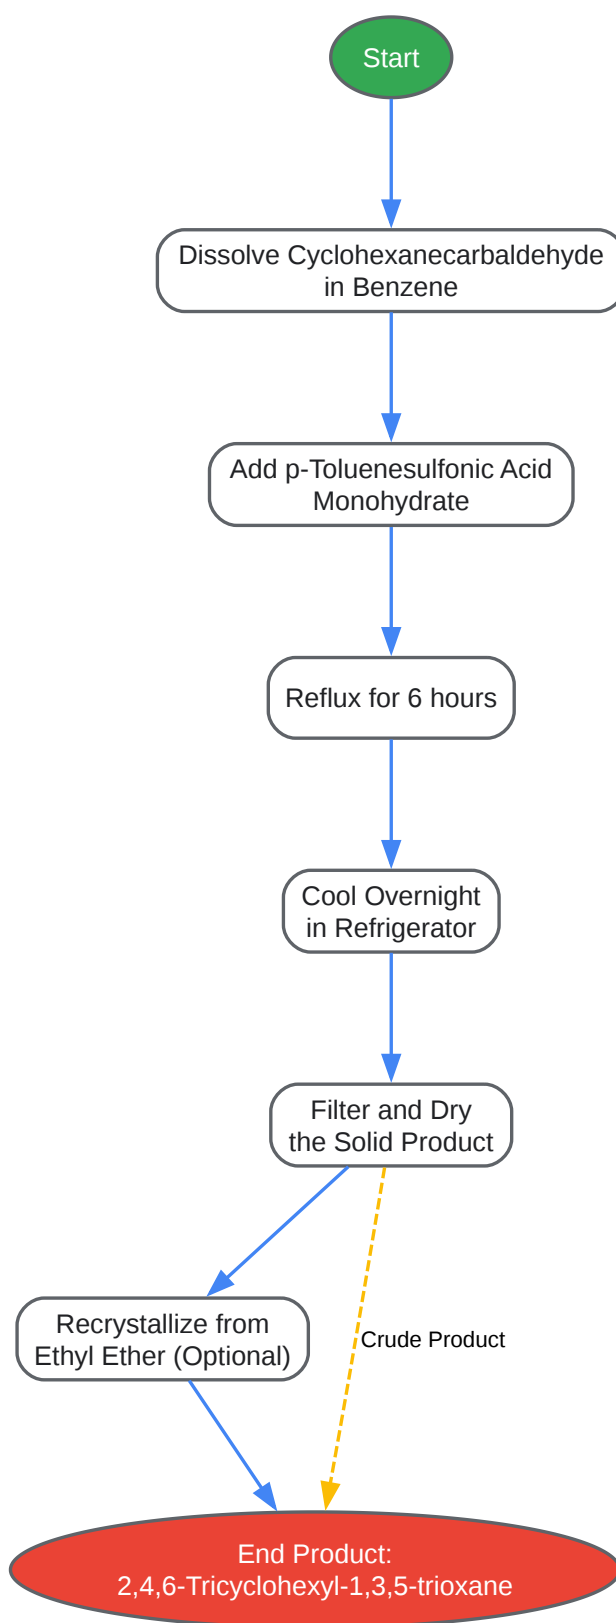 Start
Dissolve Cyclohexanecarbaldehyde
in Benzene
Add p-Toluenesulfonic Acid
Monohydrate
Reflux for 6 hours
Cool Overnight
in Refrigerator
Filter and Dry
the Solid Product
Recrystallize from
Ethyl Ether (Optional)
Crude Product
End Product:
2,4,6-Tricyclohexyl-1,3,5-trioxane